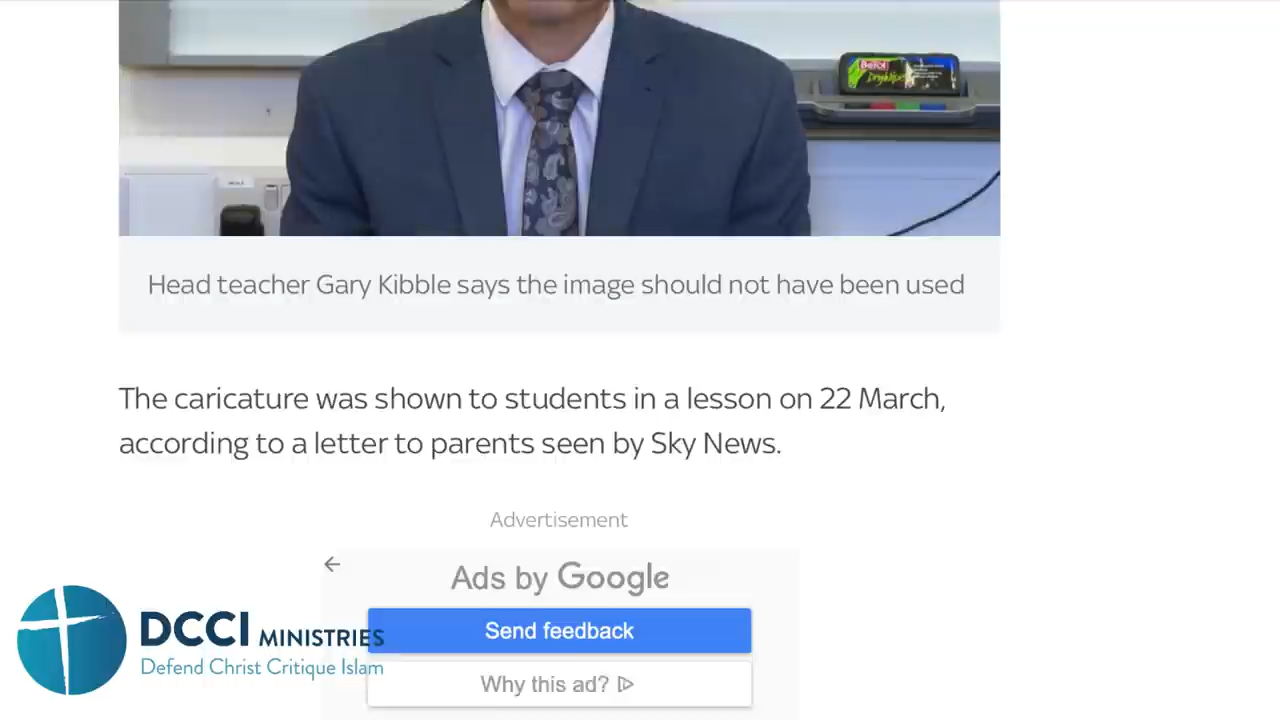 Berol
Drywipe
Head teacher Gary Kibble says the image should not have been used
The caricature was shown to students in a lesson on 22 March,
according to a letter to parents seen by Sky News.
Advertisement
Ads by Google
Send feedback
Why this ad?
DCCI MINISTRIES
Defend Christ Critique Islam